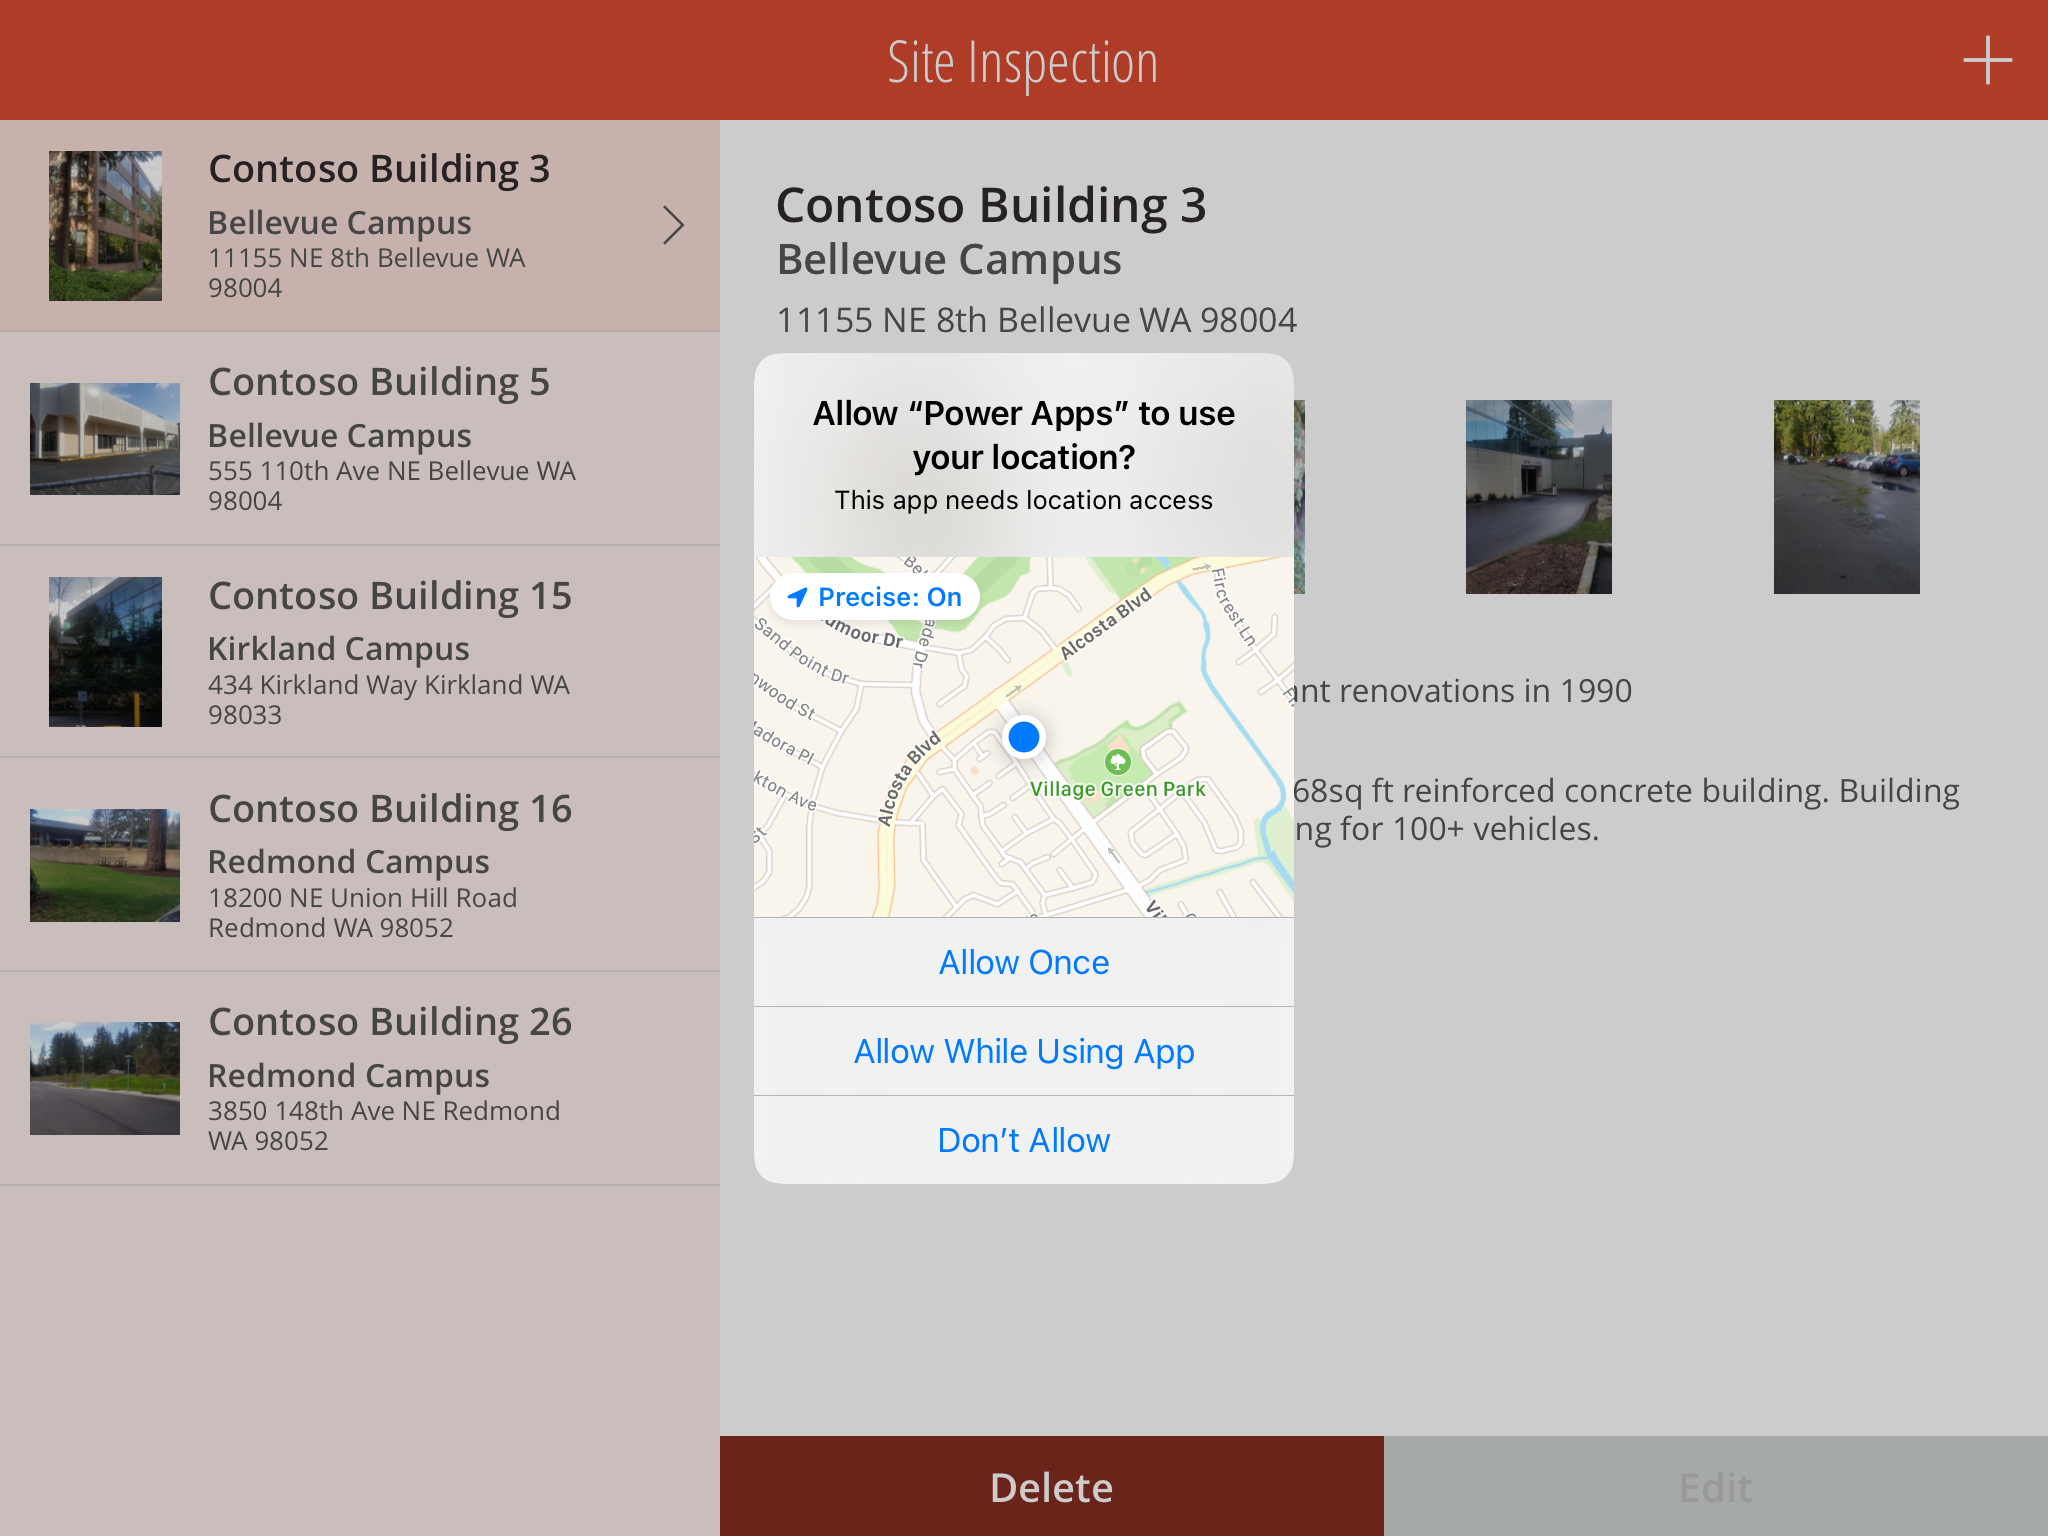 Site Inspection
Contoso Building 3
Bellevue Campus
11155 NE 8th Bellevue WA
98004
Contoso Building 5
Bellevue Campus
555 110th Ave NE Bellevue WA
98004
Contoso Building 15
Kirkland Campus
434 Kirkland Way Kirkland WA
98033
Contoso Building 16
Redmond Campus
18200 NE Union Hill Road
Redmond WA 98052
Contoso Building 26
Redmond Campus
3850 148th Ave NE Redmond
WA 98052
Contoso Building 3
Bellevue Campus
11155 NE 8th Bellevue WA 98004
Allow “Power Apps” to use
your location?
This app needs location access
Precise: On
Fircrest Ln
Alcosta Blvd
Dr
Sand Point Dr
St
Pl
Ave
Alcosta Blvd
Village Green Park
renovations in 1990
sq ft reinforced concrete building. Building
for 100+ vehicles.
Allow Once
Allow While Using App
Don’t Allow
Delete
Edit